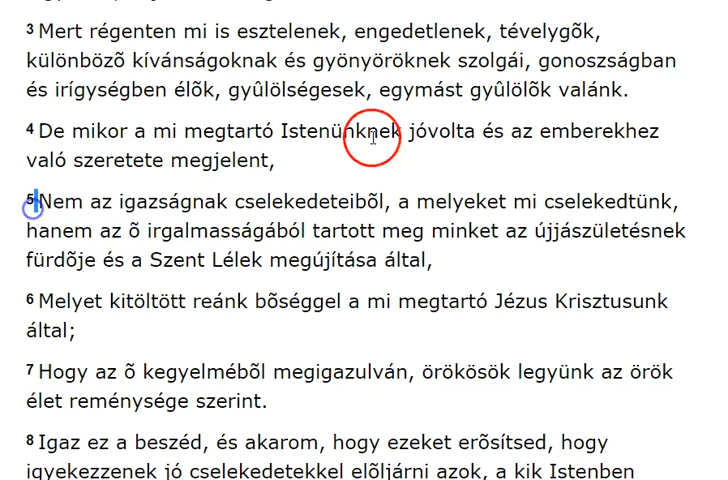 3 Mert régenten mi is esztelenek, engedetlenek, tévelygõk,
különbözõ kívánságoknak és gyönyöröknek szolgái, gonoszságban
és irígységben élõk, gyûlölségesek, egymást gyûlölõk valánk.
4 De mikor a mi megtartó Istenünknek jóvolta és az emberekhez
való szeretete megjelent,
5 Nem az igazságnak cselekedeteibõl, a melyeket mi cselekedtünk,
hanem az õ irgalmasságából tartott meg minket az újjászületésnek
fürdõje és a Szent Lélek megújítása által,
6 Melyet kitöltött reánk bõséggel a mi megtartó Jézus Krisztusunk
által;
7 Hogy az õ kegyelmébõl megigazulván, örökösök legyünk az örök
élet reménysége szerint.
8 Igaz ez a beszéd, és akarom, hogy ezeket erõsítsed, hogy
igyekezzenek jó cselekedetekkel elõljárni azok, a kik Istenben